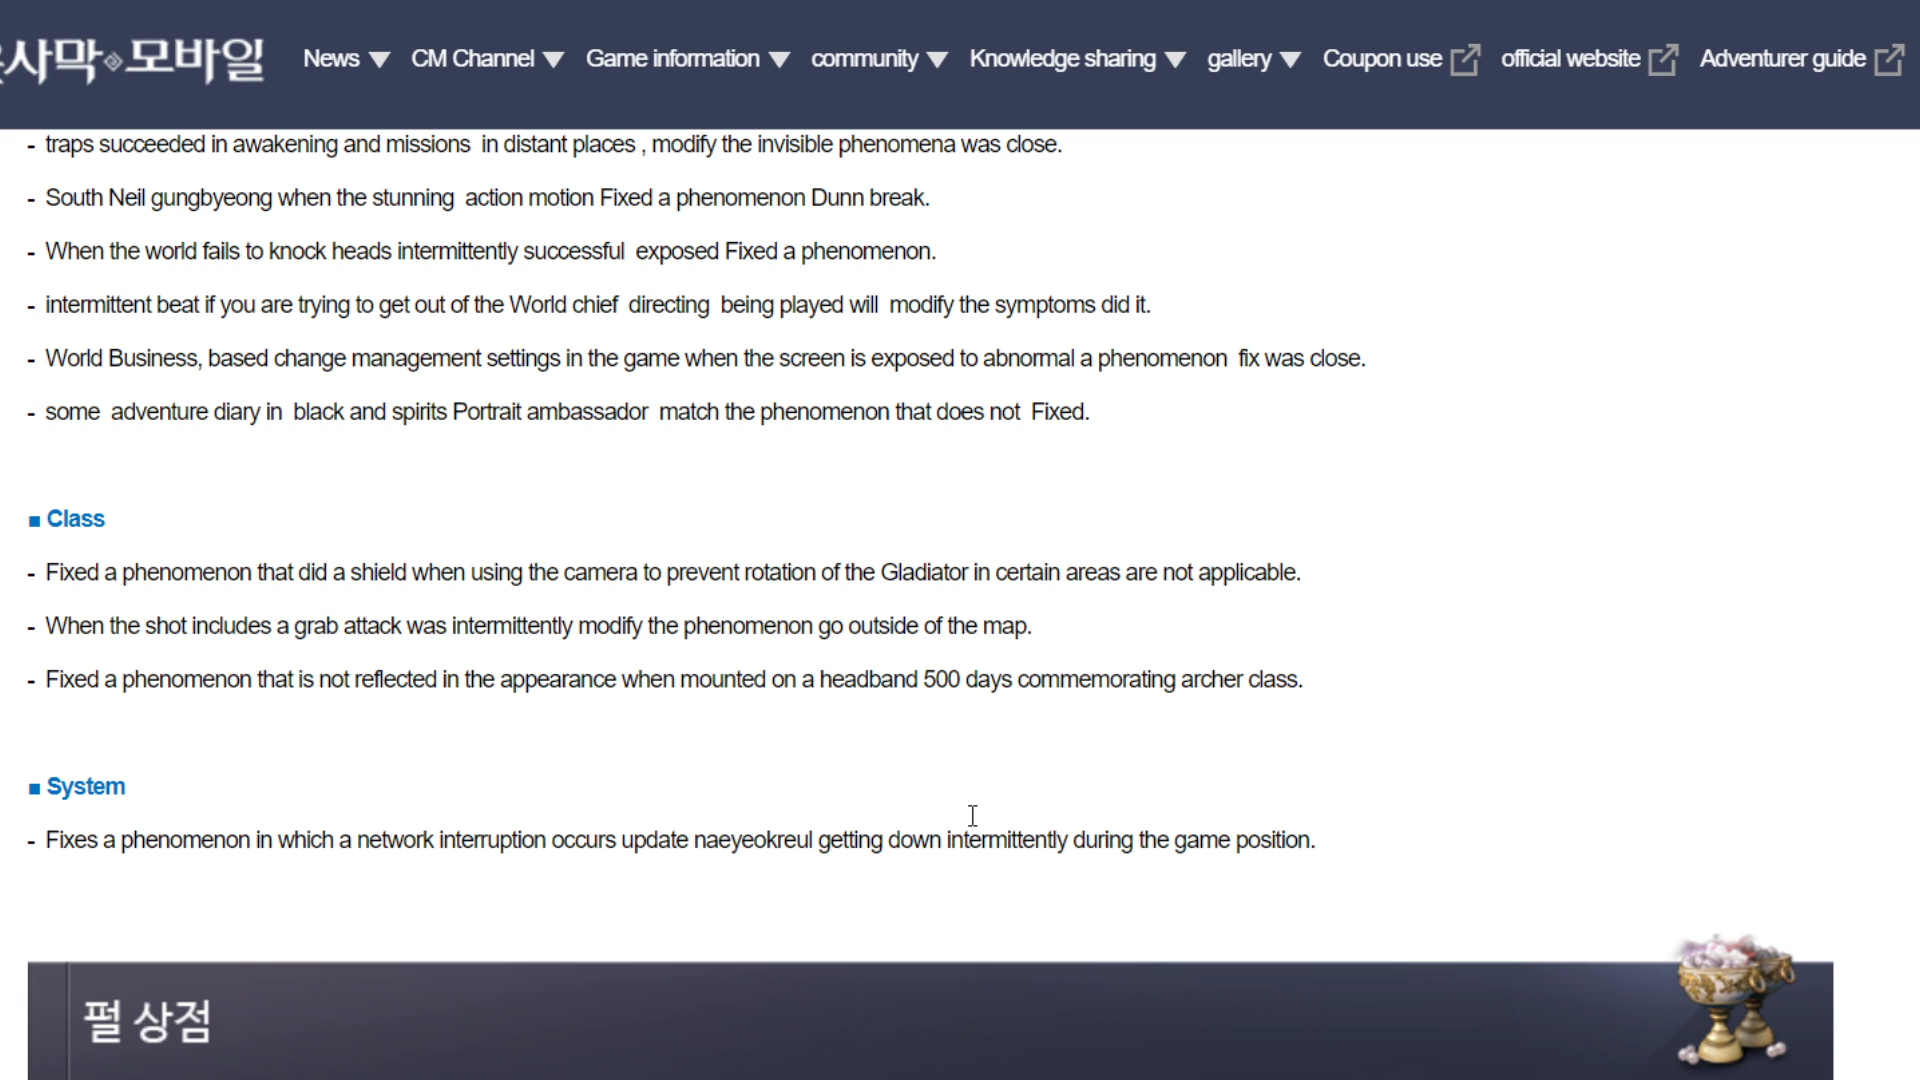 사막 모바일 News CM Channel Game information community Knowledge sharing gallery Coupon use official website Adventurer guide
- traps succeeded in awakening and missions in distant places , modify the invisible phenomena was close.
- South Neil gungbyeong when the stunning action motion Fixed a phenomenon Dunn break.
- When the world fails to knock heads intermittently successful exposed Fixed a phenomenon.
- intermittent beat if you are trying to get out of the World chief directing being played will modify the symptoms did it.
- World Business, based change management settings in the game when the screen is exposed to abnormal a phenomenon fix was close.
- some adventure diary in black and spirits Portrait ambassador match the phenomenon that does not Fixed.
■ Class
- Fixed a phenomenon that did a shield when using the camera to prevent rotation of the Gladiator in certain areas are not applicable.
- When the shot includes a grab attack was intermittently modify the phenomenon go outside of the map.
- Fixed a phenomenon that is not reflected in the appearance when mounted on a headband 500 days commemorating archer class.
■ System
- Fixes a phenomenon in which a network interruption occurs update naeyeokreul getting down intermittently during the game position.
펄 상점